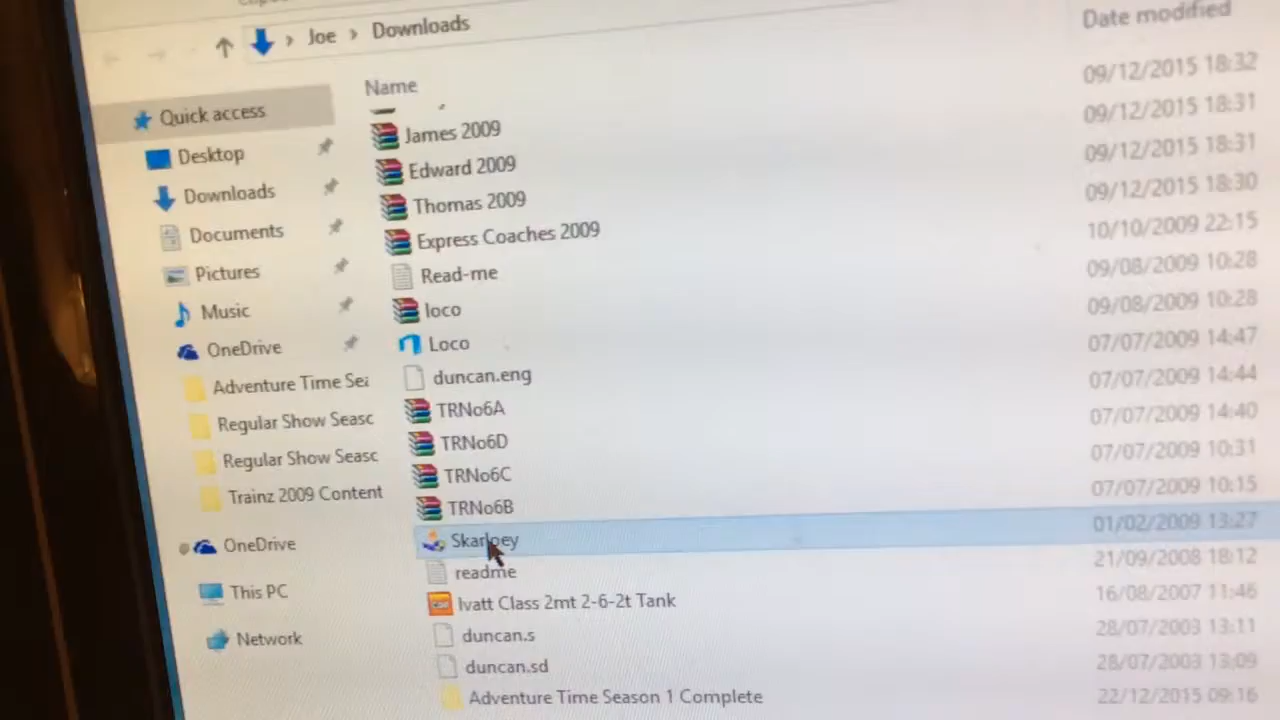 Joe > Downloads
Date modified
Name
09/12/2015 18:32
Quick access
James 2009
09/12/2015 18:31
Desktop
Edward 2009
09/12/2015 18:31
Downloads
Thomas 2009
09/12/2015 18:30
Documents
Express Coaches 2009
10/10/2009 22:15
Pictures
Read-me
09/08/2009 10:28
Music
loco
09/08/2009 10:28
OneDrive
Loco
07/07/2009 14:47
Adventure Time Sea
duncan.eng
07/07/2009 14:44
Regular Show Seasc
TRNo6A
07/07/2009 14:40
Regular Show Seasc
TRNo6D
07/07/2009 10:31
Trainz 2009 Content
TRNo6C
07/07/2009 10:15
TRNo6B
OneDrive
Skarloey
01/02/2009 13:27
readme
21/09/2008 18:12
This PC
Ivatt Class 2mt 2-6-2t Tank
16/08/2007 11:46
Network
duncan.s
28/07/2003 13:11
duncan.sd
28/07/2003 13:09
Adventure Time Season 1 Complete
22/12/2015 09:16